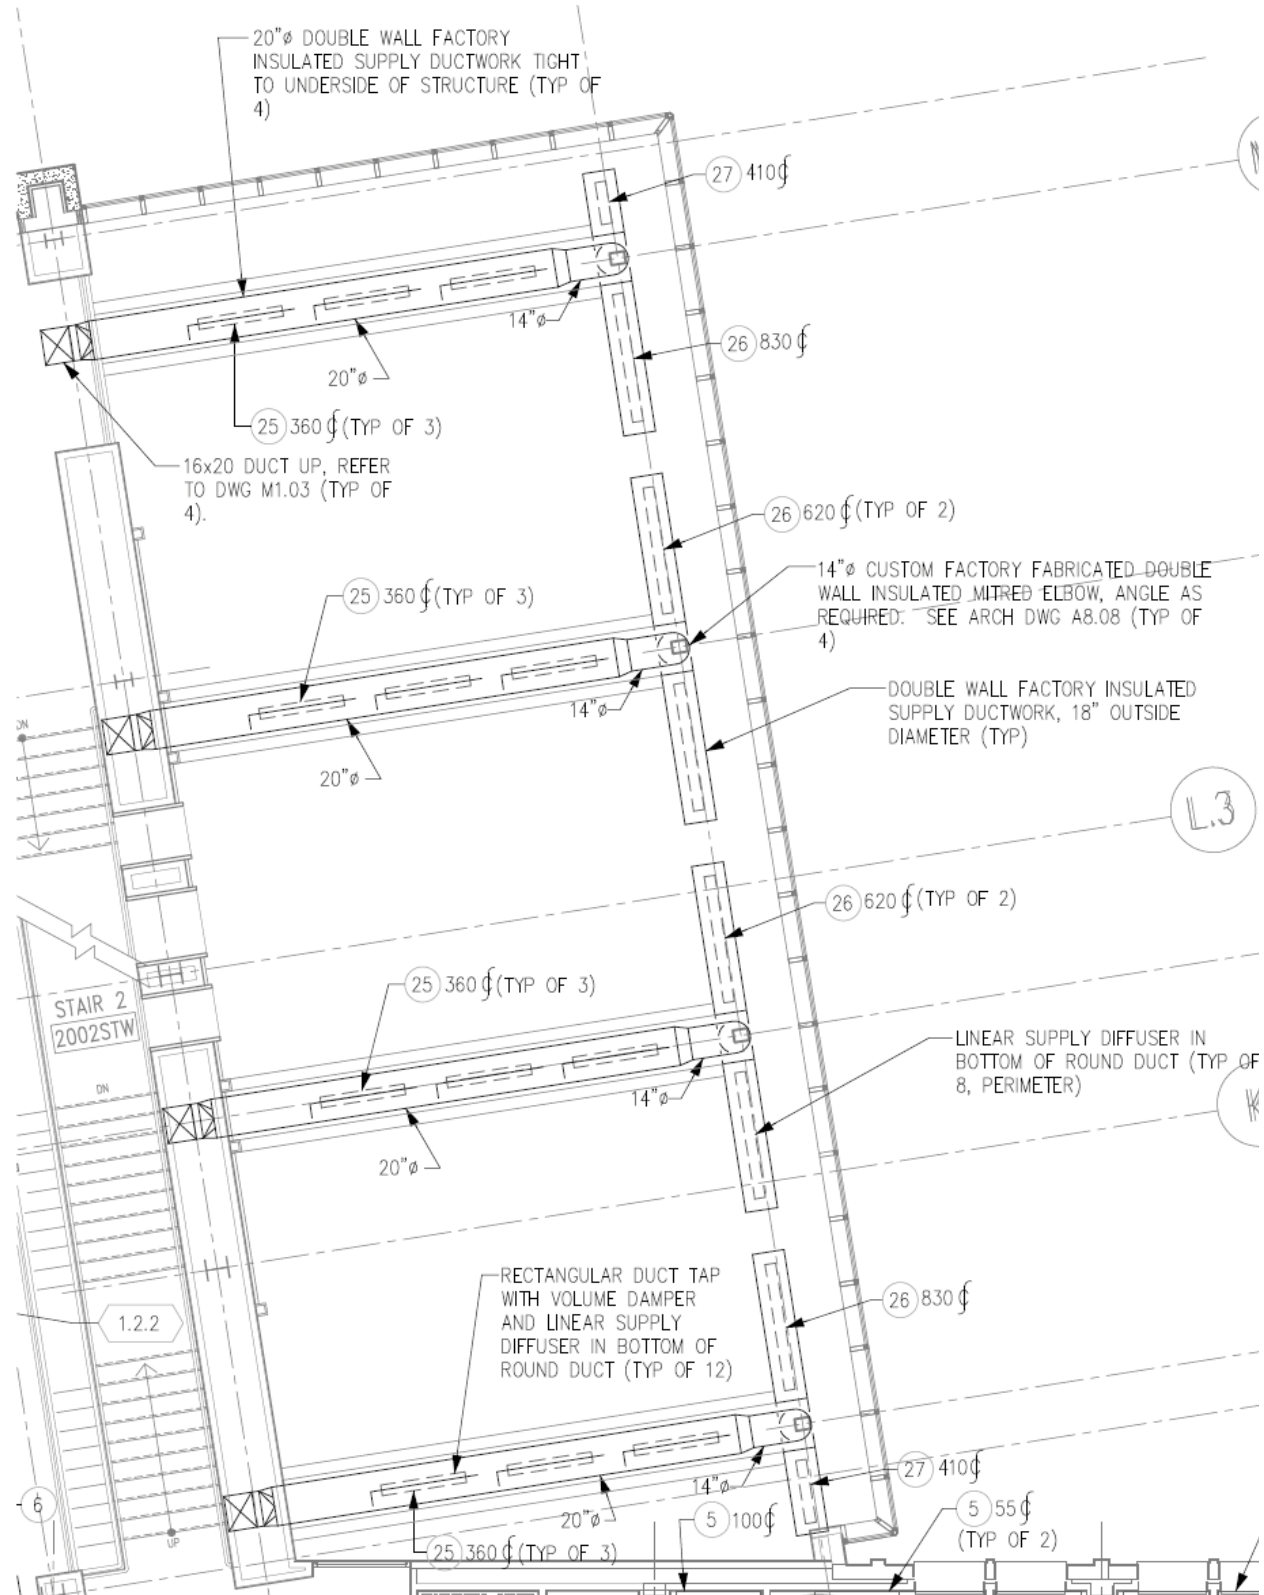 20"ø DOUBLE WALL FACTORY
INSULATED SUPPLY DUCTWORK TIGHT
TO UNDERSIDE OF STRUCTURE (TYP OF
4)
27 410
14"ø
26 830
20"ø
25 360 (TYP OF 3)
16x20 DUCT UP, REFER
TO DWG M1.03 (TYP OF
4).
26 620 (TYP OF 2)
14"ø CUSTOM FACTORY FABRICATED DOUBLE
WALL INSULATED MITRED ELBOW, ANGLE AS
REQUIRED. SEE ARCH DWG A8.08 (TYP OF
4)
25 360 (TYP OF 3)
DOUBLE WALL FACTORY INSULATED
SUPPLY DUCTWORK, 18" OUTSIDE
DIAMETER (TYP)
14"ø
DN
20"ø
L.3
26 620 (TYP OF 2)
25 360 (TYP OF 3)
STAIR 2
2002STW
LINEAR SUPPLY DIFFUSER IN
BOTTOM OF ROUND DUCT (TYP OF
8, PERIMETER)
DN
14"ø
K
20"ø
RECTANGULAR DUCT TAP
WITH VOLUME DAMPER
AND LINEAR SUPPLY
DIFFUSER IN BOTTOM OF
ROUND DUCT (TYP OF 12)
26 830
1.2.2
27 410
14"ø
6
20"ø
5 100
5 55
(TYP OF 2)
UP
25 360 (TYP OF 3)